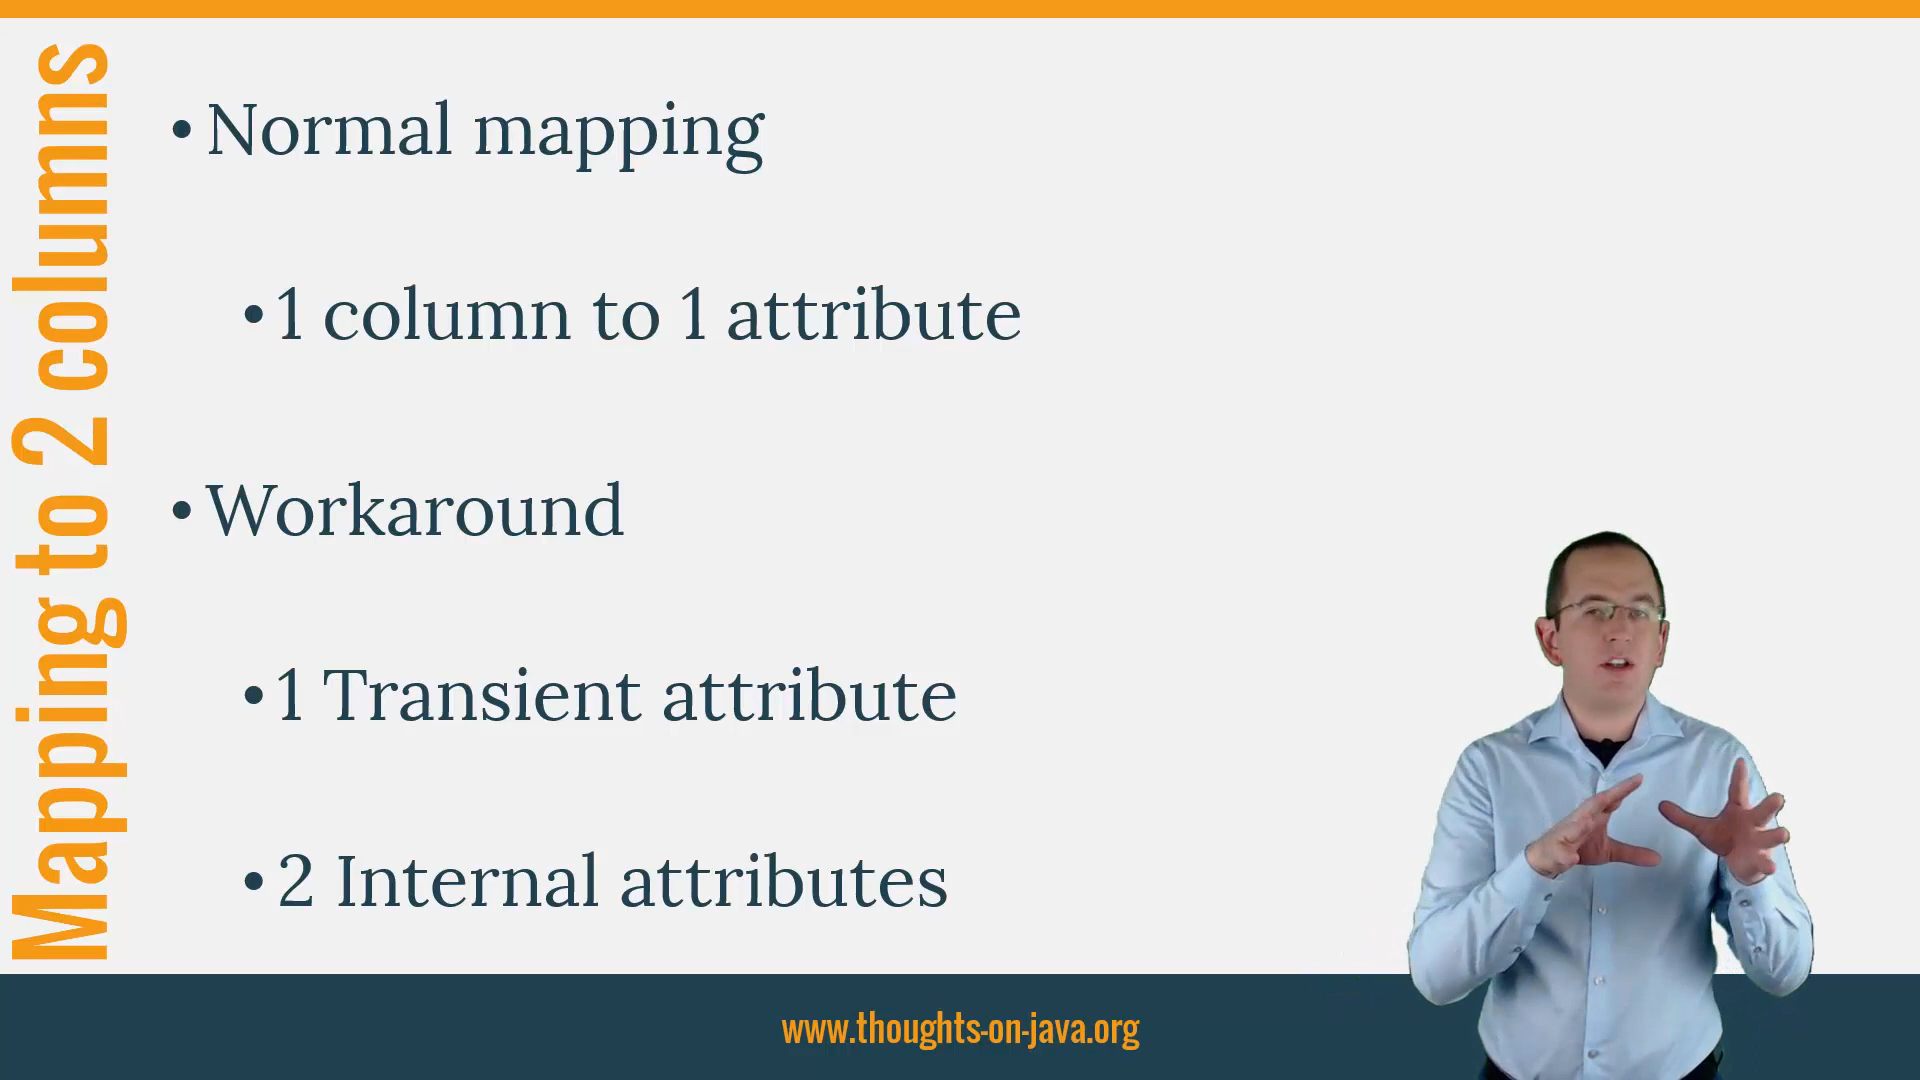 Mapping to 2 columns
• Normal mapping
• 1 column to 1 attribute
• Workaround
• 1 Transient attribute
• 2 Internal attributes
www.thoughts-on-java.org